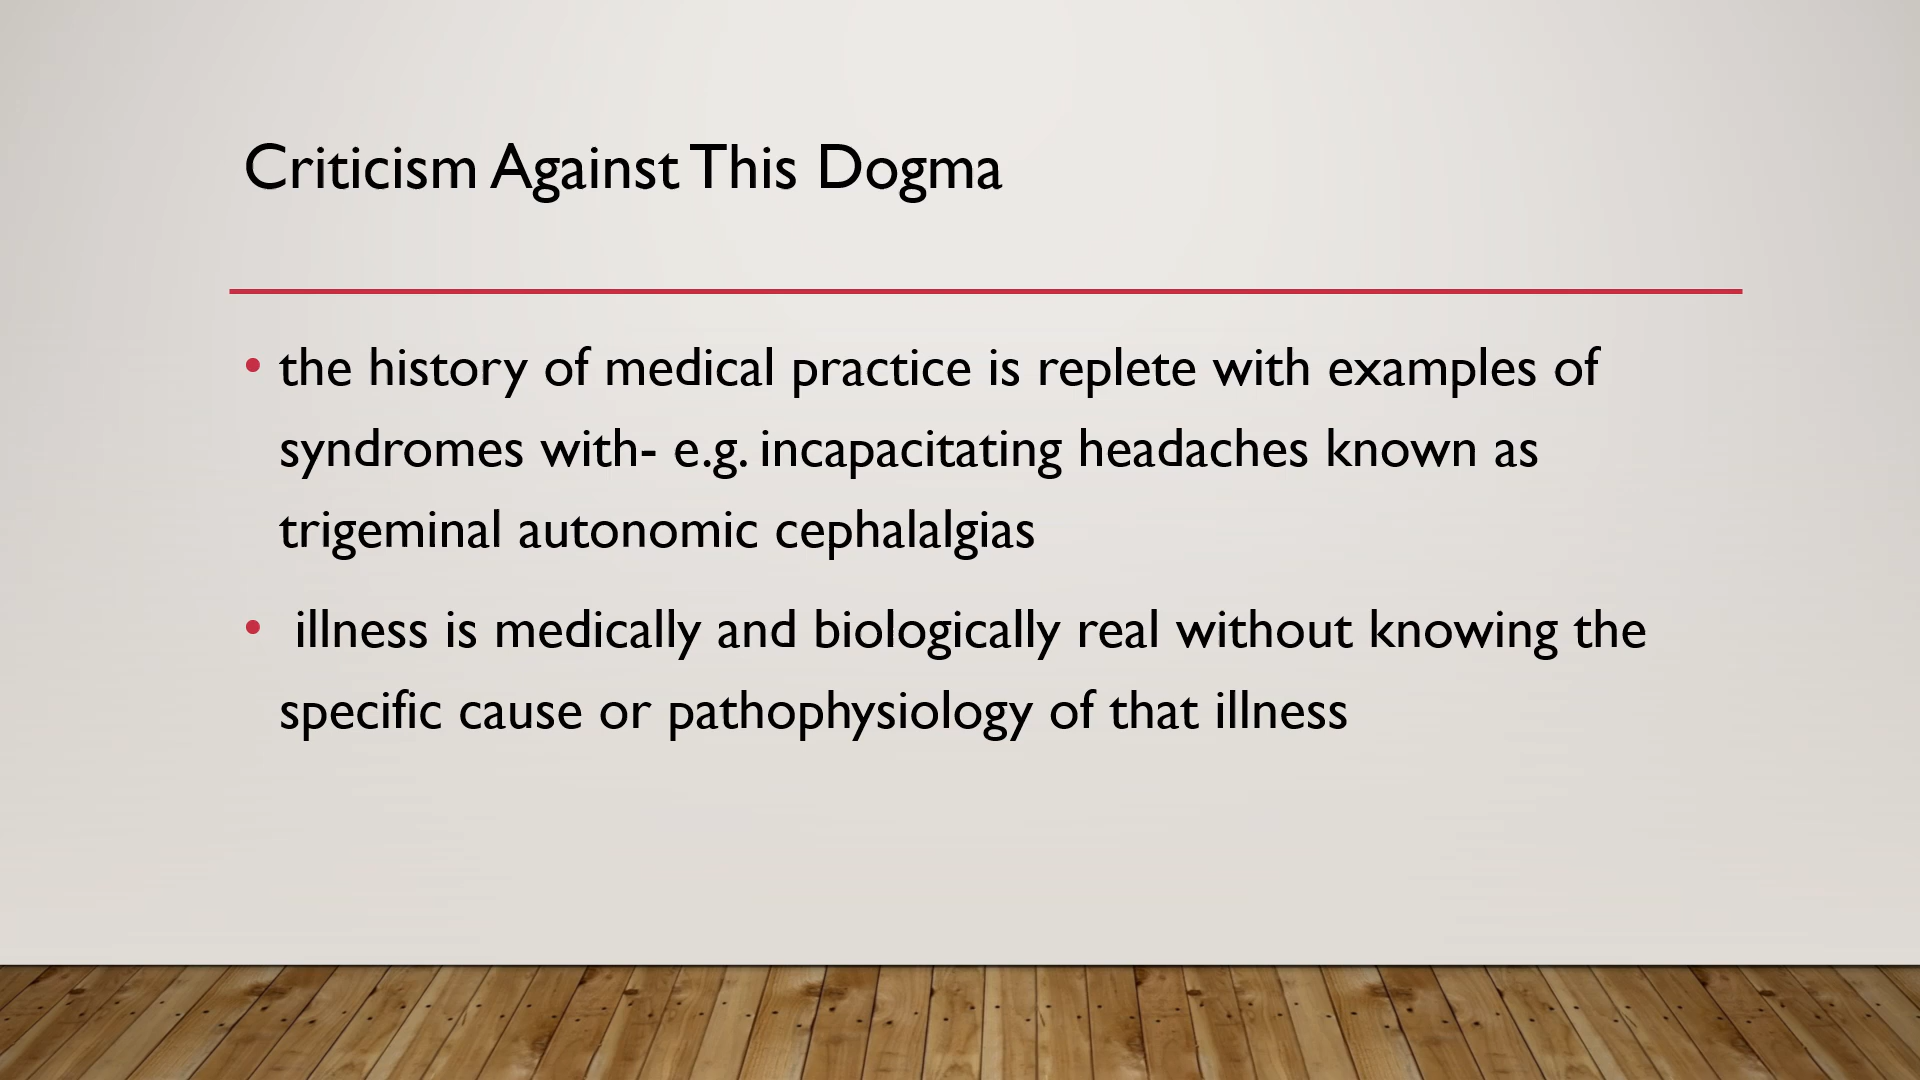 Criticism Against This Dogma
• the history of medical practice is replete with examples of
syndromes with- e.g. incapacitating headaches known as
trigeminal autonomic cephalalgias
• illness is medically and biologically real without knowing the
specific cause or pathophysiology of that illness